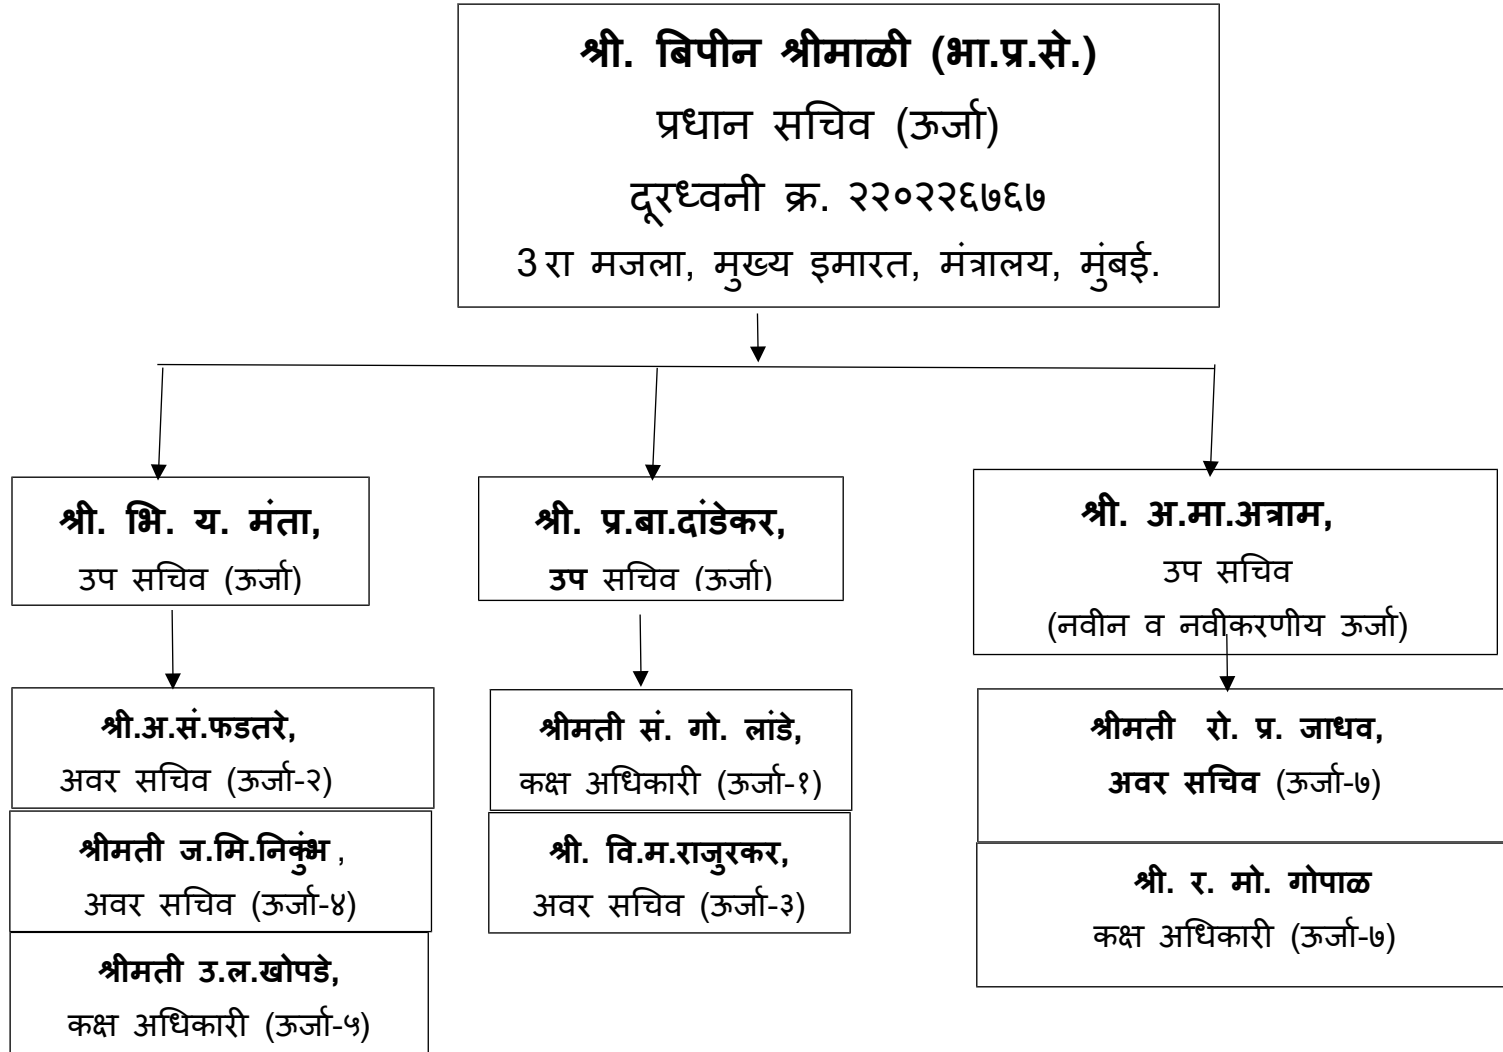 श्री. बिपीन श्रीमाळी (भा.प्र.से.)
प्रधान सचिव (ऊर्जा)
दूरध्वनी क्र. २२०२२६७६७
3 रा मजला, मुख्य इमारत, मंत्रालय, मुंबई.
श्री. भि. य. मंता,
उप सचिव (ऊर्जा)
श्री. प्र.बा.दांडेकर,
उप सचिव (ऊर्जा)
श्री. अ.मा.अत्राम,
उप सचिव
(नवीन व नवीकरणीय ऊर्जा)
श्री.अ.सं.फडतरे,
अवर सचिव (ऊर्जा-२)
श्रीमती ज.मि.निकुंभ ,
अवर सचिव (ऊर्जा-४)
श्रीमती उ.ल.खोपडे,
कक्ष अधिकारी (ऊर्जा-५)
श्रीमती सं. गो. लांडे,
कक्ष अधिकारी (ऊर्जा-१)
श्री. वि.म.राजुरकर,
अवर सचिव (ऊर्जा-३)
श्रीमती रो. प्र. जाधव,
अवर सचिव (ऊर्जा-७)
श्री. र. मो. गोपाळ
कक्ष अधिकारी (ऊर्जा-७)